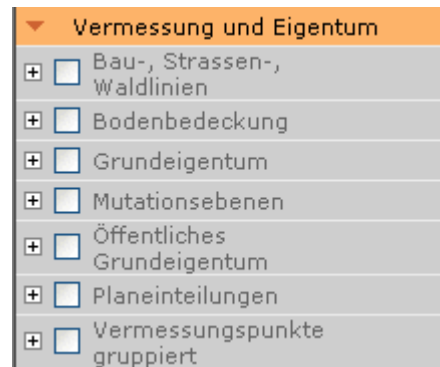 Vermessung und Eigentum
Bau-, Strassen-,
Waldlinien
Bodenbedeckung
Grundeigentum
Mutationsebenen
Öffentliches
Grundeigentum
Planeinteilungen
Vermessungspunkte
gruppiert